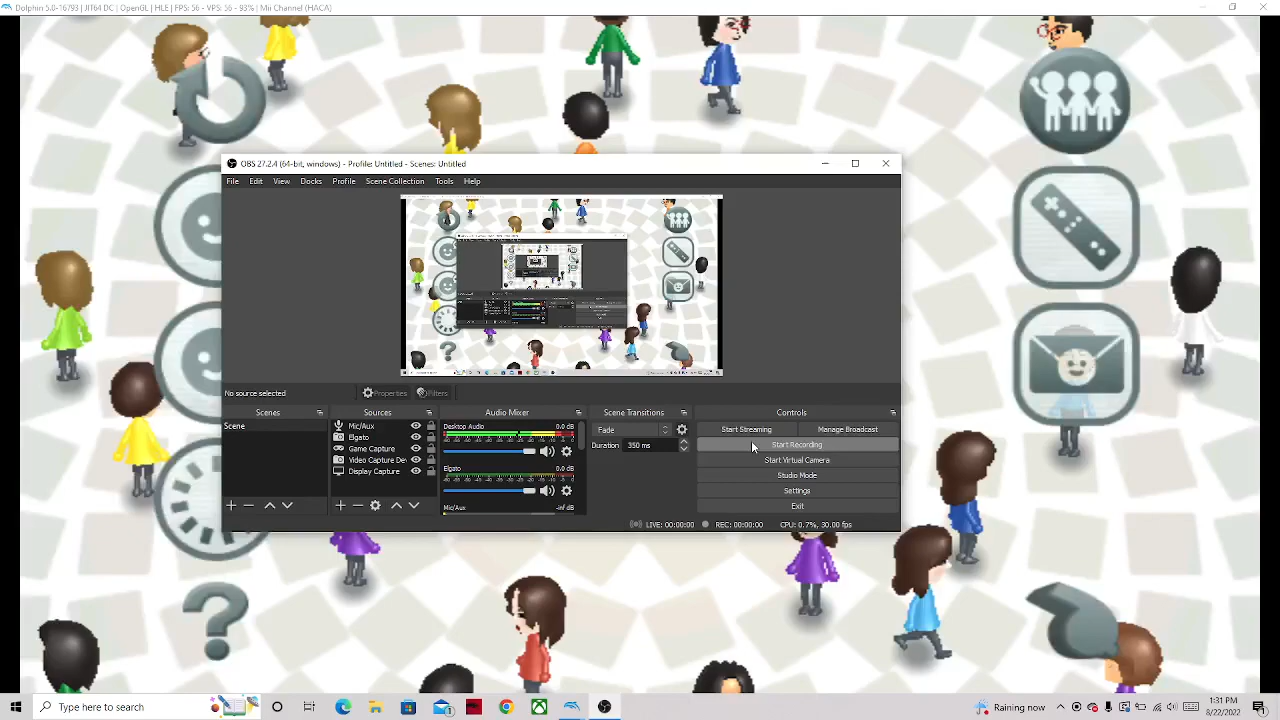 Dolphin 5.0-16793 | JIT64 DC | OpenGL | HLE | FPS: 56 - VPS: 56 - 93% | Mii Channel (HACA)
OBS 27.2.4 (64-bit, windows) - Profile: Untitled - Scenes: Untitled
File Edit View Docks Profile Scene Collection Tools Help
No source selected Properties Filters
Scenes Sources Audio Mixer Scene Transitions Controls
Scene Mic/Aux Desktop Audio 0.0 dB Fade Start Streaming Manage Broadcast
Elgato
Game Capture Duration 350 ms Start Recording
Video Capture Dev Start Virtual Camera
Display Capture Elgato 0.0 dB Studio Mode
Settings
Mic/Aux -inf dB Exit
LIVE: 00:00:00 REC: 00:00:00 CPU: 0.7%, 30.00 fps
?
Type here to search Raining now 1:31 PM
8/22/2022